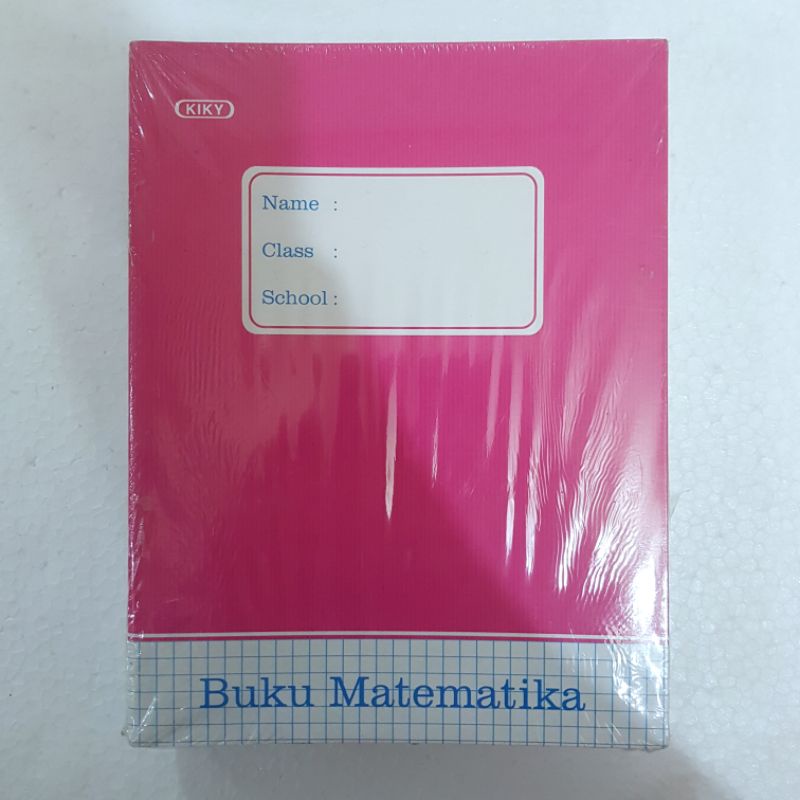 KIKY
Name :
Class :
School :
Buku Matematika